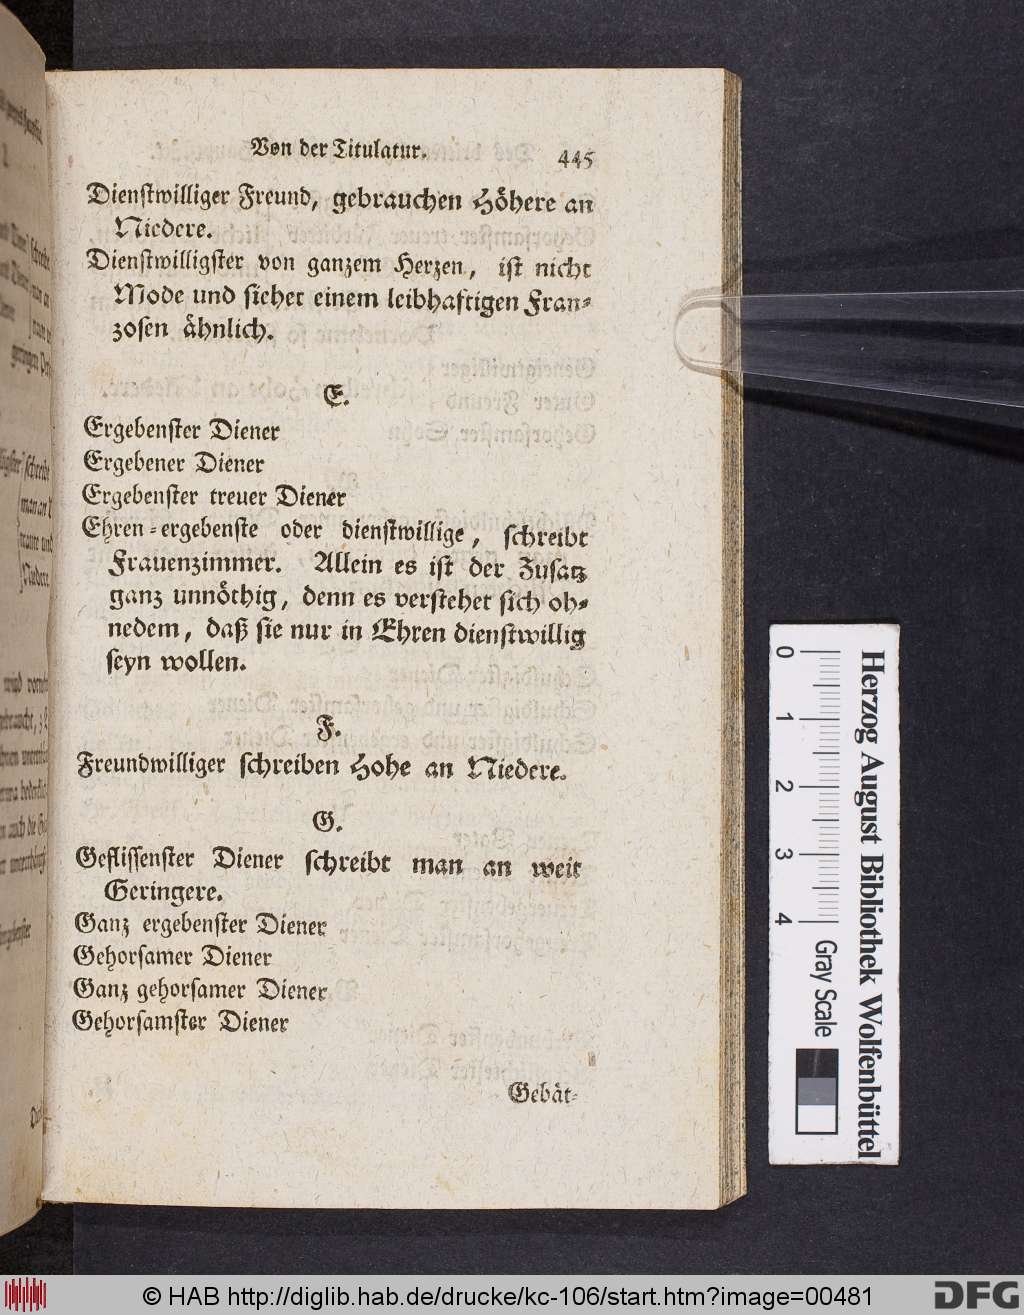 Von der Titulatur. 445
Dienstwilliger Freund, gebrauchen Höhere an
Niedere.
Dienstwilligster von ganzem Herzen, ist nicht
Mode und siehet einem leibhaftigen Fran-
zosen ähnlich.
E.
Ergebenster Diener
Ergebener Diener
Ergebenster treuer Diener
Ehren-ergebenste oder dienstwillige, schreibt
Frauenzimmer. Allein es ist der Zusatz
ganz unnöthig, denn es verstehet sich oh-
nedem, daß sie nur in Ehren dienstwillig
seyn wollen.
F.
Freundwilliger schreiben Hohe an Niedere.
G.
Geflissenster Diener schreibt man an weit
Geringere.
Ganz ergebenster Diener
Gehorsamer Diener
Ganz gehorsamer Diener
Gehorsamster Diener
Gebät-
0 1 2 3 4 Gray Scale
Herzog August Bibliothek Wolfenbüttel
© HAB http://diglib.hab.de/drucke/kc-106/start.htm?image=00481
DFG